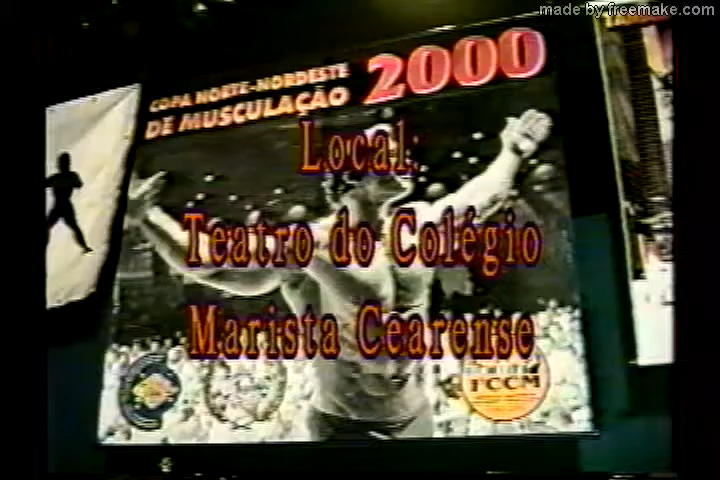 made by freemake.com
COPA NORTE-NORDESTE
DE MUSCULAÇÃO 2000
Local:
Teatro do Colégio
Marista Cearense
FCCM